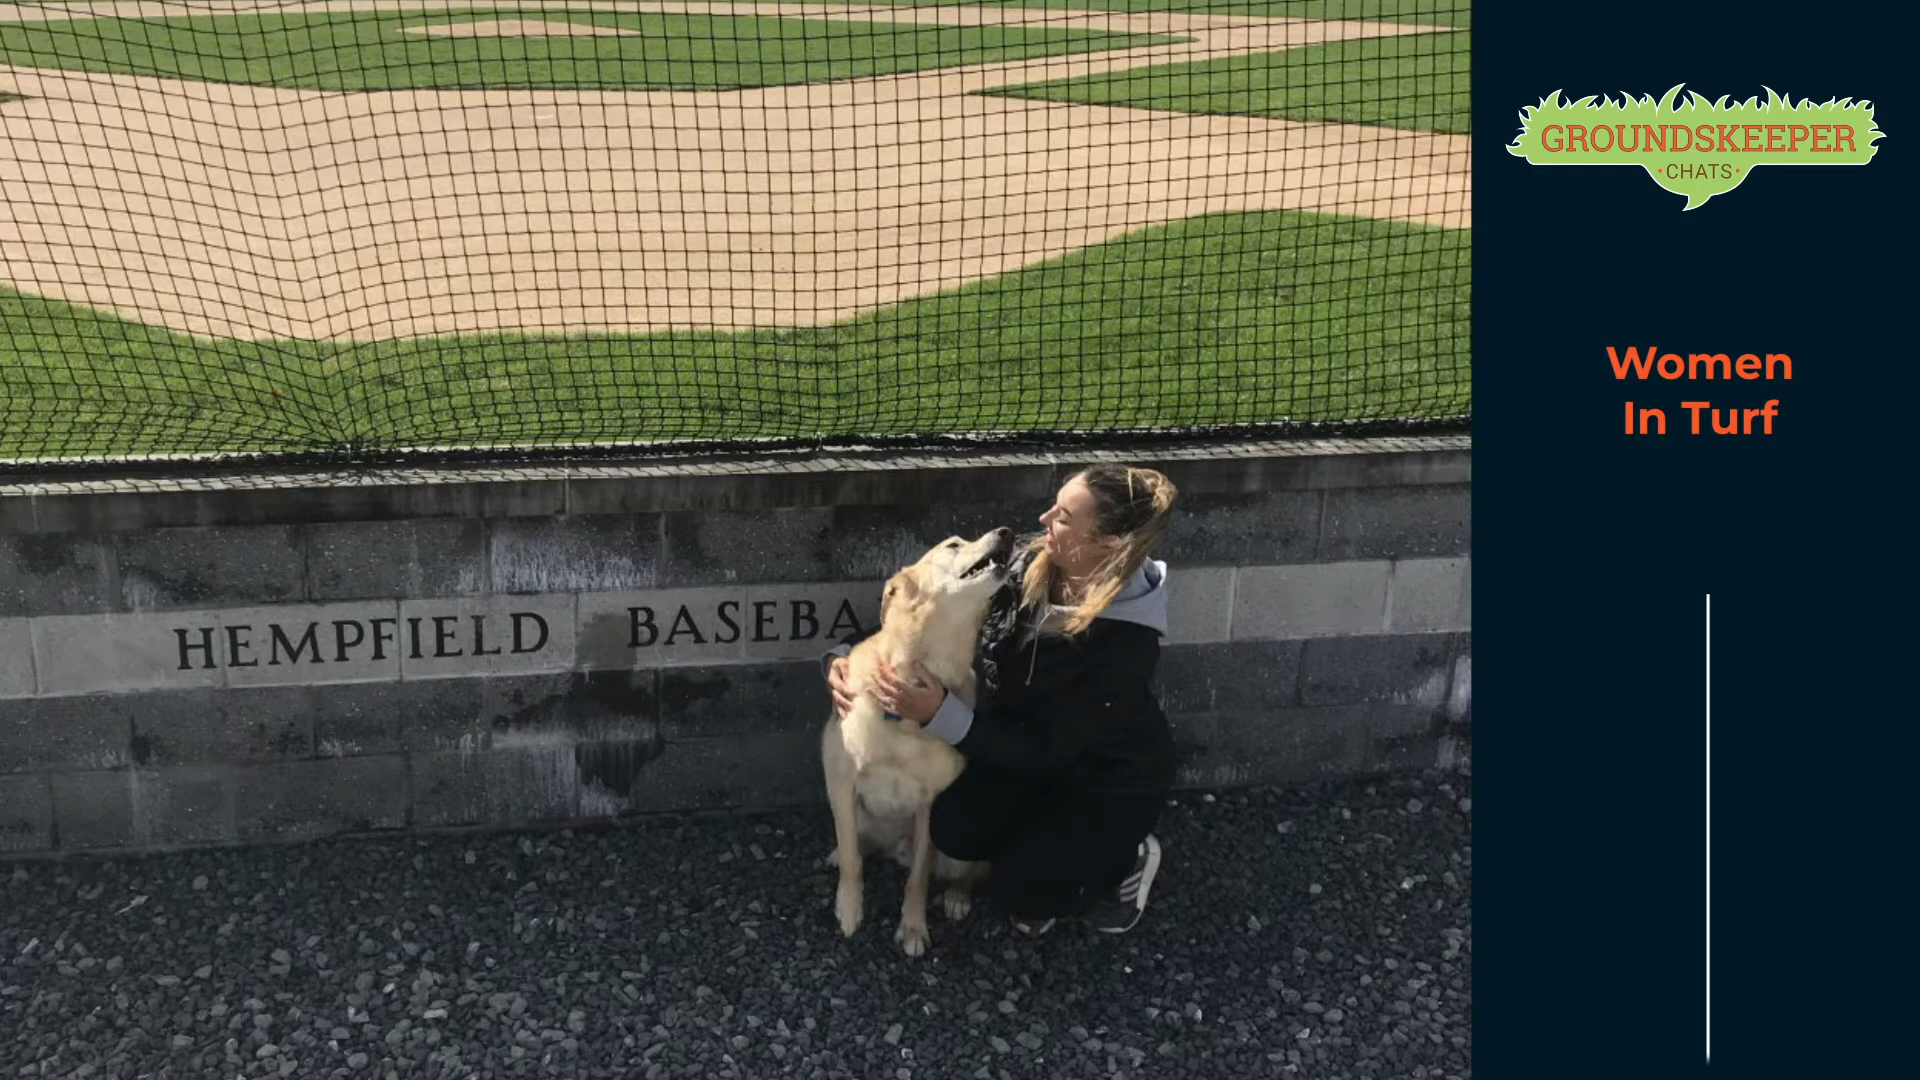 GROUNDSKEEPER
·CHATS·
Women
In Turf
HEMPFIELD BASEBA